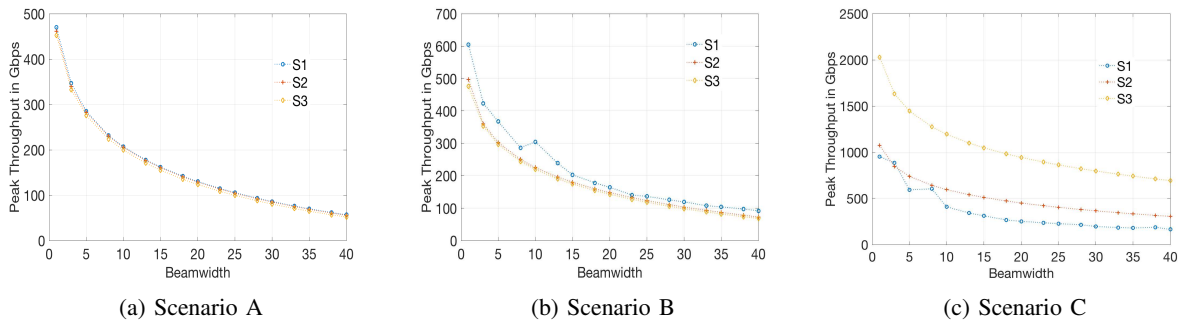 500
400
300
200
100
0
Peak Throughput in Gbps
S1
S2
S3
0 5 10 15 20 25 30 35 40
Beamwidth
(a) Scenario A
700
600
500
400
300
200
100
0
Peak Throughput in Gbps
S1
S2
S3
0 5 10 15 20 25 30 35 40
Beamwidth
(b) Scenario B
2500
2000
1500
1000
500
0
Peak Throughput in Gbps
S1
S2
S3
0 5 10 15 20 25 30 35 40
Beamwidth
(c) Scenario C